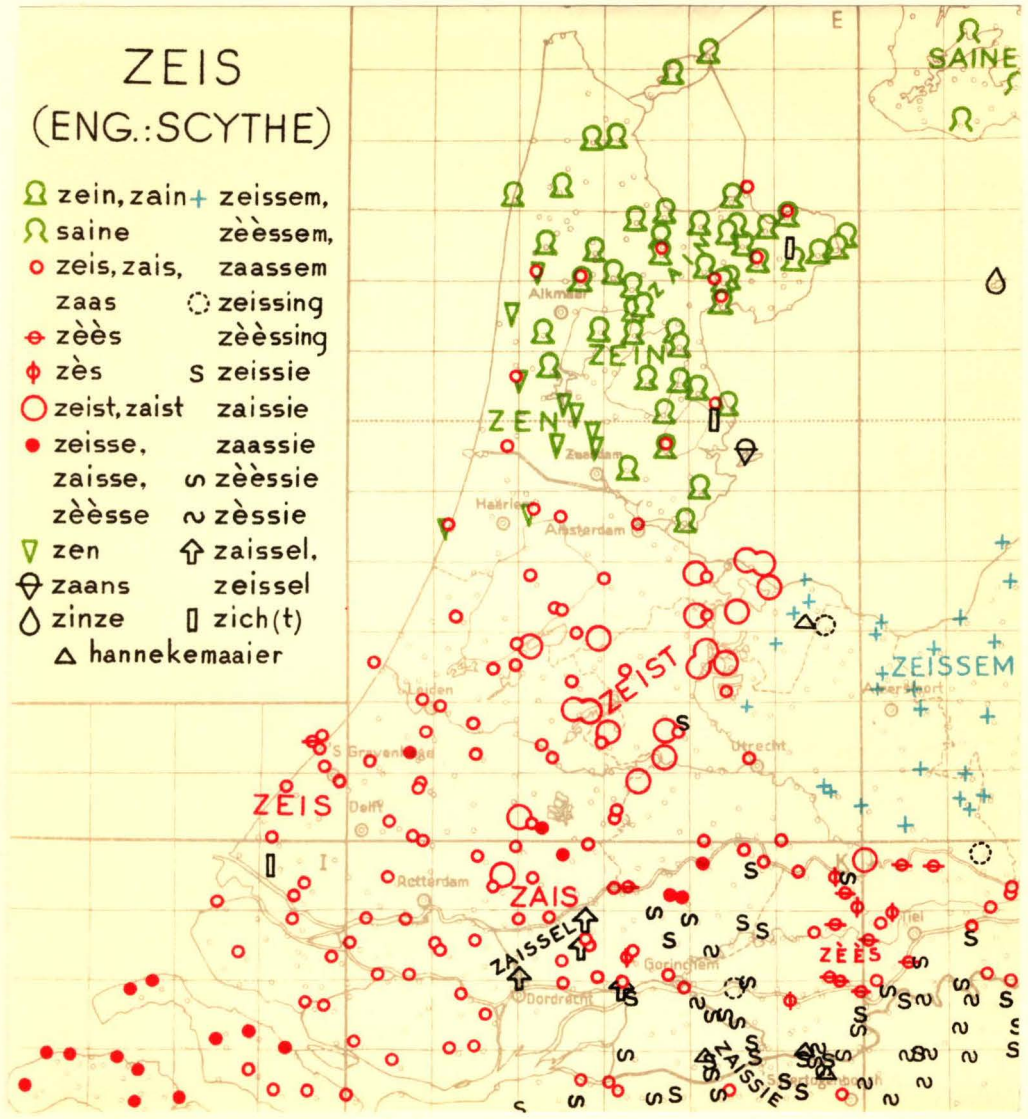 ZEIS
(ENG.:SCYTHE)
zein, zain
saine
zeis, zais,
zaas
zèès
zès
zeist, zaist
zeisse,
zaisse,
zèèsse
zen
zaans
zinze
hannekemaaier
zeissem,
zèèssem,
zaassem
zeissing
zèèssing
zeissie
zaissie
zaassie
zèèssie
zèssie
zaissel,
zeissel
zich(t)
E
SAINE
Alkmaar
ZAIN
ZEIN
ZEN
Zaandam
Haarlem
Amsterdam
ZEISSEM
Amersfoort
ZEIST
Leiden
Utrecht
'S Gravenhage
ZEIS
Delft
I
K
Rotterdam
ZAIS
Tiel
ZAISSEL
ZÈÈS
Gorinchem
Dordrecht
ZAISSIE
S Hertogenbosch